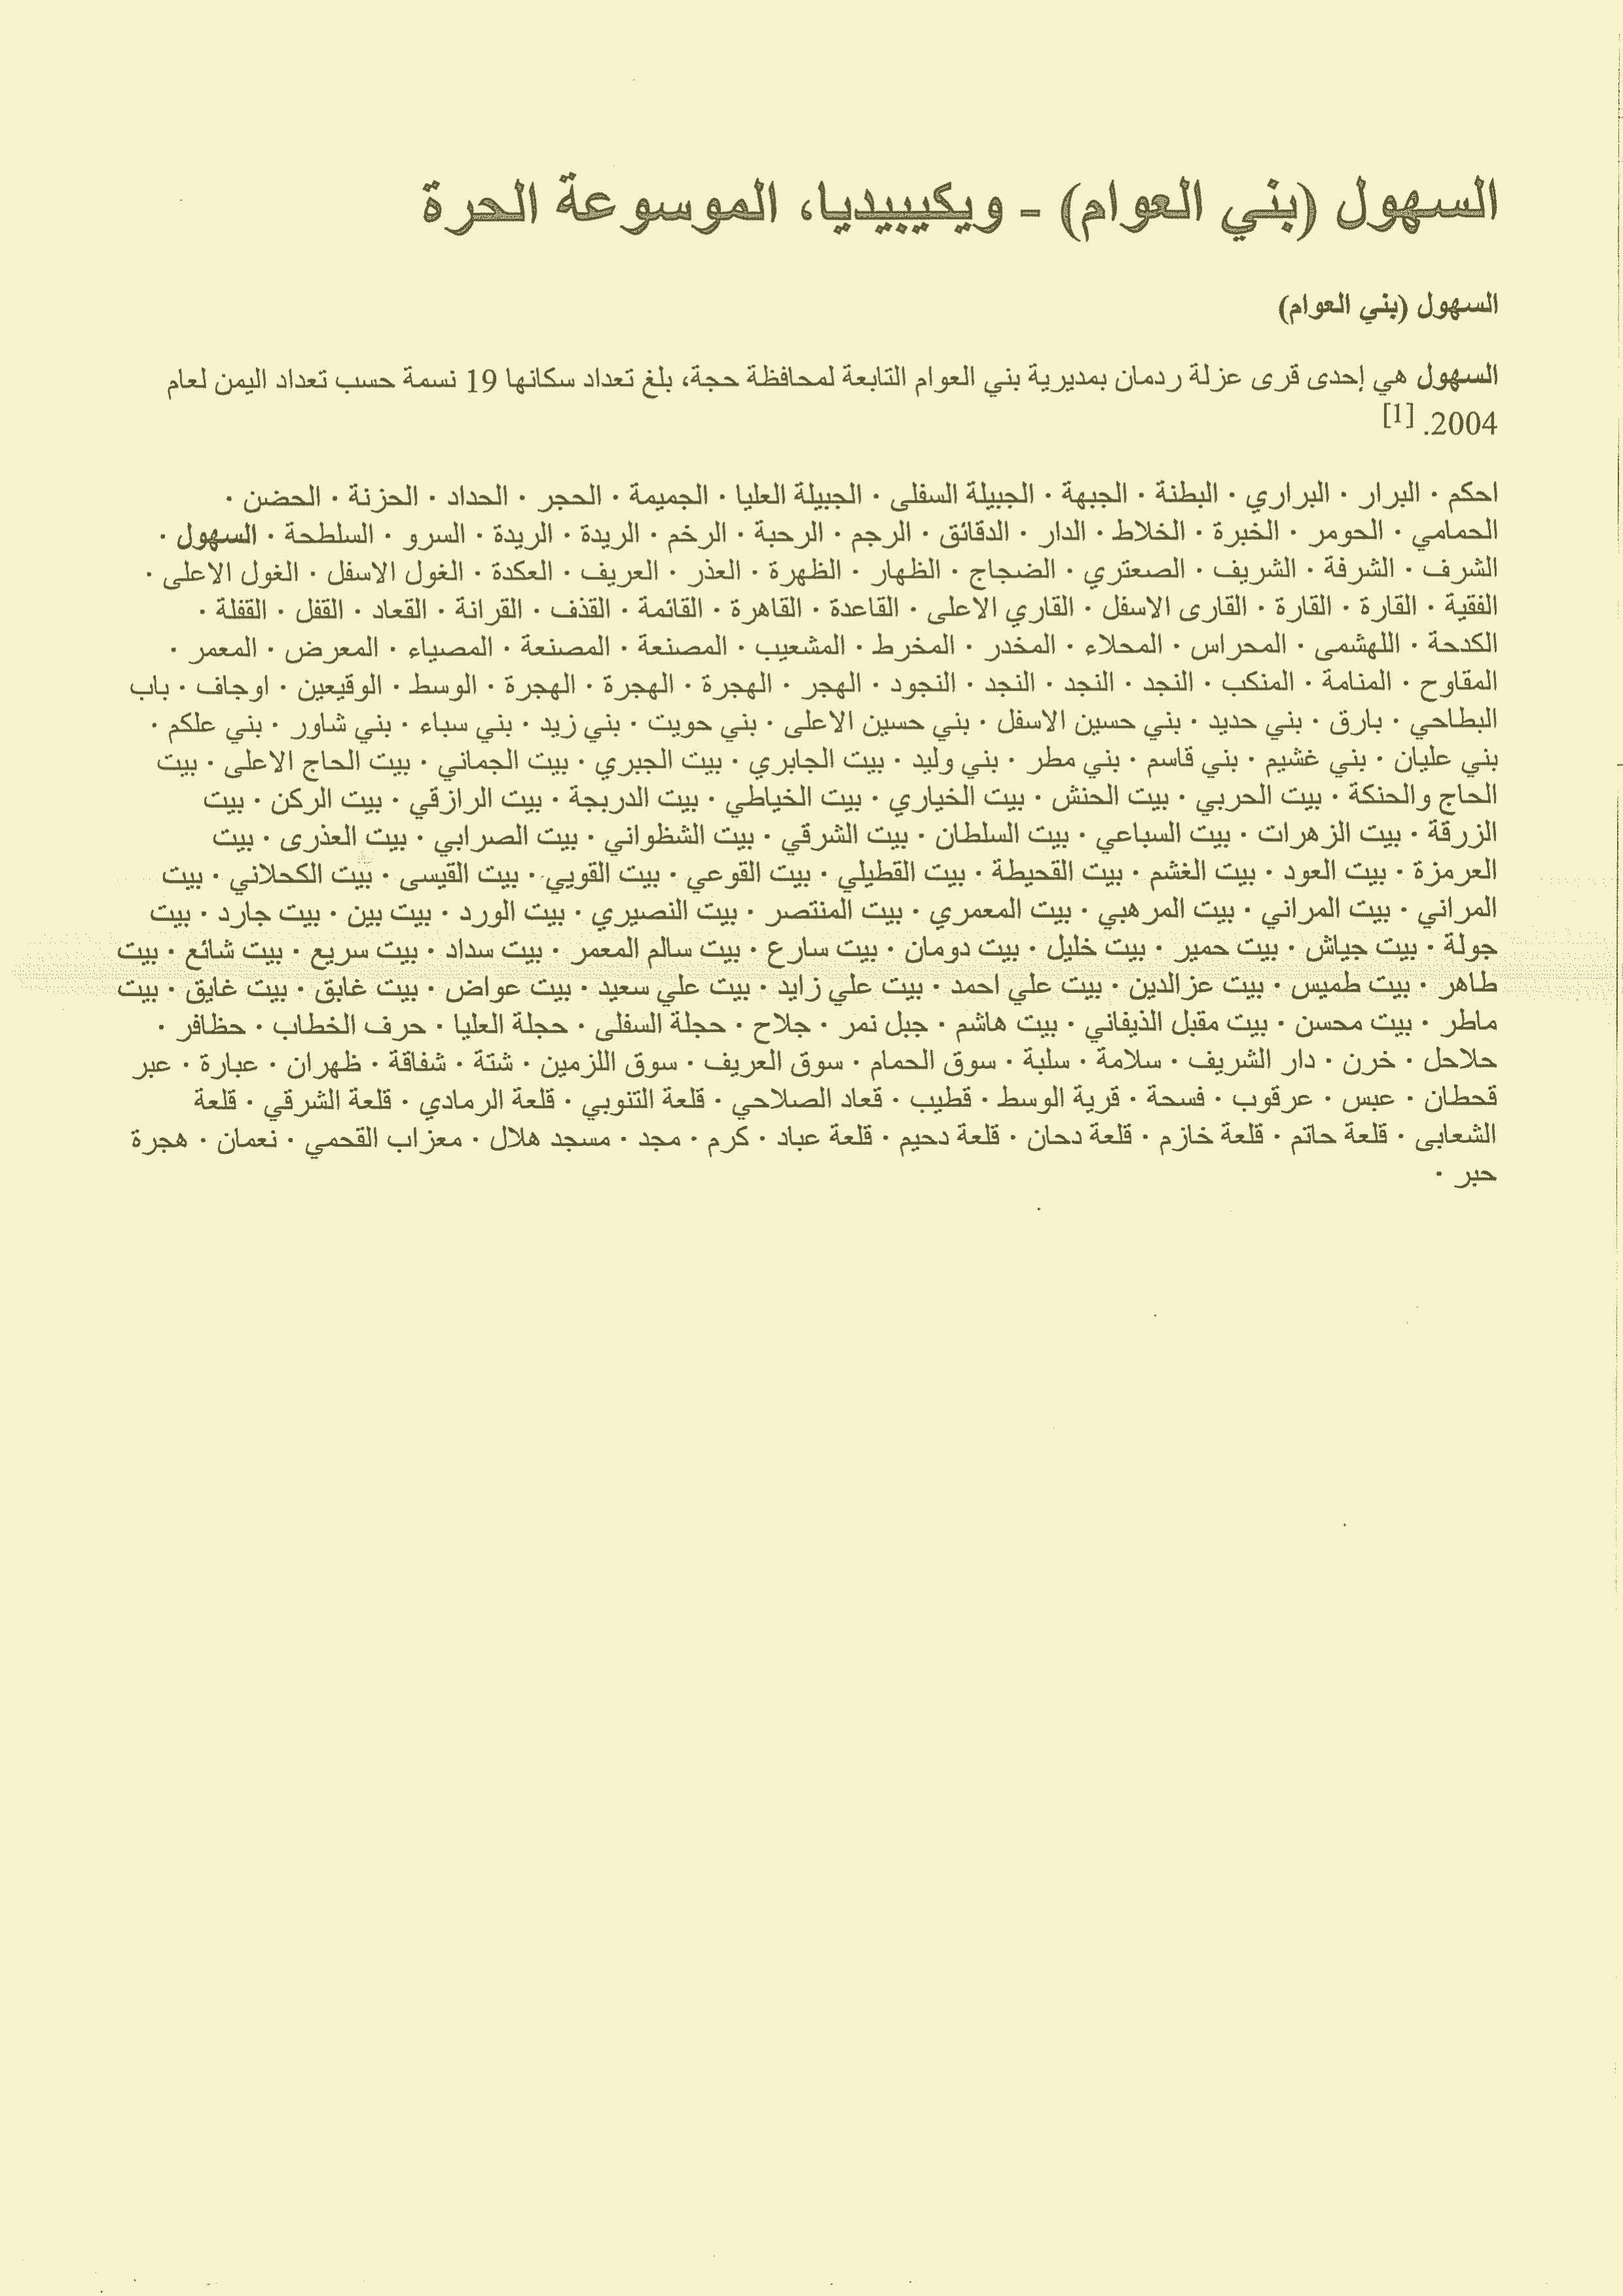 السهول (بني العوام) - ويكيبيديا، الموسوعة الحرة
السهول (بني العوام)
السهول هي إحدى قرى عزلة ردمان بمديرية بني العوام التابعة لمحافظة حجة، بلغ تعداد سكانها 19 نسمة حسب تعداد اليمن لعام
2004. [1]
احكم · البرار · البراري · البطنة · الجبهة · الجبيلة السفلى · الجبيلة العليا · الجميمة · الحجر · الحداد · الحزنة · الحضن ·
الحمامي · الحومر · الخبرة · الخلاط · الدار · الدقائق · الرجم · الرحبة · الرخم · الريدة · الريدة · السرو · السلطحة · السهول ·
الشرف · الشرفة · الشريف · الصعتري · الضجاج · الظهار · الظهرة · العذر · العريف · العكدة · الغول الاسفل · الغول الاعلى ·
الفقية · القارة · القارة · القارى الاسفل · القاري الاعلى · القاعدة · القاهرة · القائمة · القذف · القرانة · القعاد · القفل · القفلة ·
الكدحة · اللهشمى · المحراس · المحلاء · المخدر · المخرط · المشعيب · المصنعة · المصنعة · المصياء · المعرض · المعمر ·
المقاوح · المنامة · المنكب · النجد · النجد · النجد · النجود · الهجر · الهجرة · الهجرة · الهجرة · الوسط · الوقيعين · اوجاف · باب
البطاحي · بارق · بني حديد · بني حسين الاسفل · بني حسين الاعلى · بني حويت · بني زيد · بني سباء · بني شاور · بني علكم ·
بني عليان · بني غشيم · بني قاسم · بني مطر · بني وليد · بيت الجابري · بيت الجبري · بيت الجماني · بيت الحاج الاعلى · بيت
الحاج والحنكة · بيت الحربي · بيت الحنش · بيت الخياري · بيت الخياطي · بيت الدربجة · بيت الرازقي · بيت الركن · بيت
الزرقة · بيت الزهرات · بيت السباعي · بيت السلطان · بيت الشرقي · بيت الشظواني · بيت الصرابي · بيت العذرى · بيت
العرمزة · بيت العود · بيت الغشم · بيت القحيطة · بيت القطيلي · بيت القوعي · بيت القويي · بيت القيسى · بيت الكحلاني · بيت
المراني · بيت المراني · بيت المرهبي · بيت المعمري · بيت المنتصر · بيت النصيري · بيت الورد · بيت بين · بيت جارد · بيت
جولة · بيت جياش · بيت حمير · بيت خليل · بيت دومان · بيت سارع · بيت سالم المعمر · بيت سداد · بيت سريع · بيت شائع · بيت
طاهر · بيت طميس · بيت عزالدين · بيت علي احمد · بيت علي زايد · بيت علي سعيد · بيت عواض · بيت غابق · بيت غايق · بيت
ماطر · بيت محسن · بيت مقبل الذيفاني · بيت هاشم · جبل نمر · جلاح · حجلة السفلى · حجلة العليا · حرف الخطاب · حظافر ·
حلاحل · خرن · دار الشريف · سلامة · سلبة · سوق الحمام · سوق العريف · سوق اللزمين · شتة · شفاقة · ظهران · عبارة · عبر
قحطان · عبس · عرقوب · فسحة · قرية الوسط · قطيب · قعاد الصلاحي · قلعة التنوبي · قلعة الرمادي · قلعة الشرقي · قلعة
الشعابى · قلعة حاتم · قلعة خازم · قلعة دحان · قلعة دحيم · قلعة عباد · كرم · مجد · مسجد هلال · معزاب القحمي · نعمان · هجرة
حبر ·